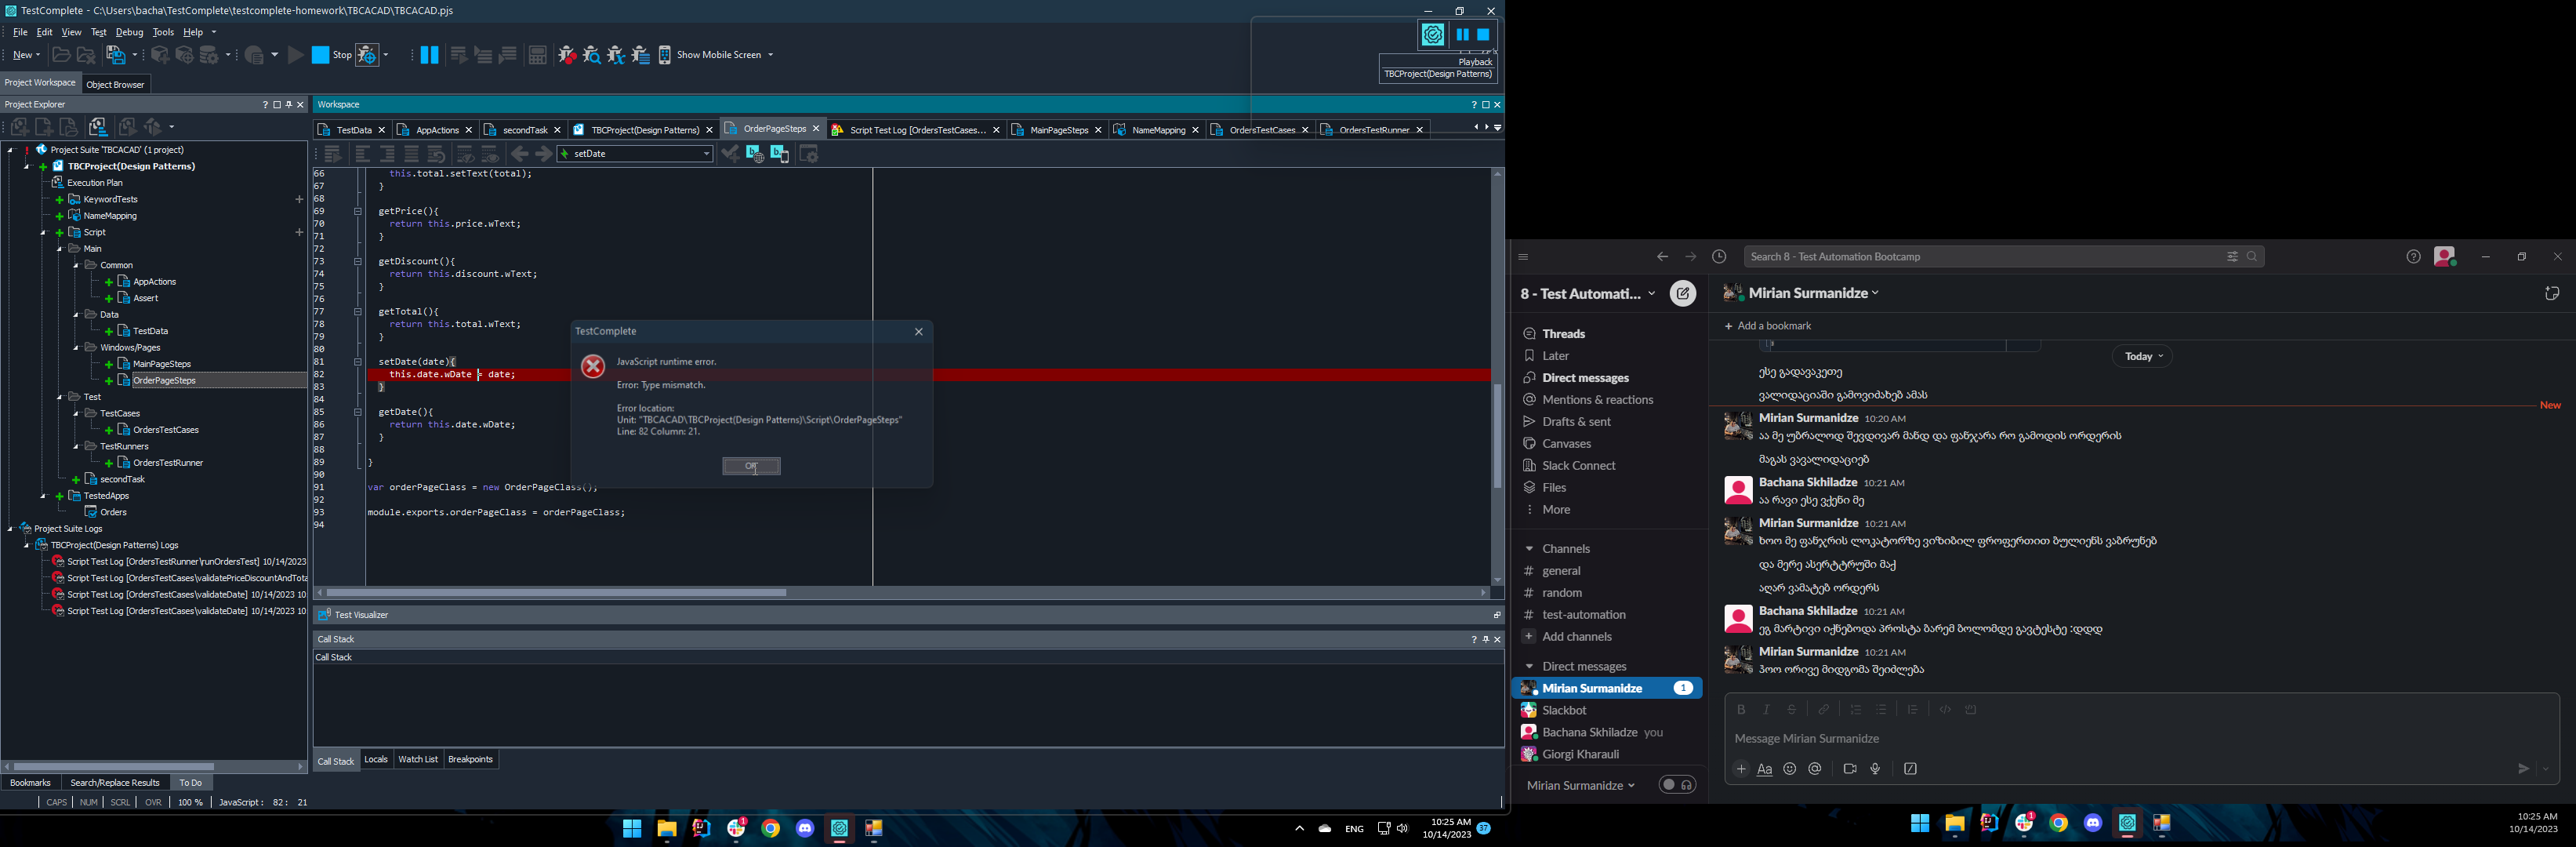 TestComplete - C:\Users\bacha\TestComplete\testcomplete-homework\TBCACAD\TBCACAD.pjs
File Edit View Test Debug Tools Help
New Stop Show Mobile Screen
Playback
TBCProject(Design Patterns)
Project Workspace Object Browser
Project Explorer
Project Suite 'TBCACAD' (1 project)
TBCProject(Design Patterns)
Execution Plan
KeywordTests
NameMapping
Script
Main
Common
AppActions
Assert
Data
TestData
Windows/Pages
MainPageSteps
OrderPageSteps
Test
TestCases
OrdersTestCases
TestRunners
OrdersTestRunner
secondTask
TestedApps
Orders
Project Suite Logs
TBCProject(Design Patterns) Logs
Script Test Log [OrdersTestRunner\runOrdersTest] 10/14/2023
Script Test Log [OrdersTestCases\validatePriceDiscountAndTota
Script Test Log [OrdersTestCases\validateDate] 10/14/2023 10
Script Test Log [OrdersTestCases\validateDate] 10/14/2023 10
Bookmarks Search/Replace Results To Do
CAPS NUM SCRL OVR 100 % JavaScript: 82: 21
Workspace
TestData AppActions secondTask TBCProject(Design Patterns) OrderPageSteps Script Test Log [OrdersTestCases... MainPageSteps NameMapping OrdersTestCases OrdersTestRunner
setDate
66 this.total.setText(total);
67 }
68
69 getPrice(){
70 return this.price.wText;
71 }
72
73 getDiscount(){
74 return this.discount.wText;
75 }
76
77 getTotal(){
78 return this.total.wText;
79 }
80
81 setDate(date){
82 this.date.wDate = date;
83 }
84
85 getDate(){
86 return this.date.wDate;
87 }
88
89 }
90
91 var orderPageClass = new OrderPageClass();
92
93 module.exports.orderPageClass = orderPageClass;
94
TestComplete
JavaScript runtime error.
Error: Type mismatch.
Error location:
Unit: "TBCACAD\TBCProject(Design Patterns)\Script\OrderPageSteps"
Line: 82 Column: 21.
OK
Test Visualizer
Call Stack
Call Stack
Call Stack Locals Watch List Breakpoints
ENG
10:25 AM
10/14/2023
37
Search 8 - Test Automation Bootcamp
8 - Test Automati...
Threads
Later
Direct messages
Mentions & reactions
Drafts & sent
Canvases
Slack Connect
Files
More
Channels
# general
# random
# test-automation
Add channels
Direct messages
Mirian Surmanidze 1
Slackbot
Bachana Skhiladze you
Giorgi Kharauli
Mirian Surmanidze
Mirian Surmanidze
Add a bookmark
Today
ესე გადავაკეთე
ვალიდაციაში გამოვიძახებ ამას
New
Mirian Surmanidze 10:20 AM
აა მე უბრალოდ შევდივარ მანდ და ფანჯარა რო გამოდის ორდერის
მაგას ვავალიდაციებ
Bachana Skhiladze 10:21 AM
აა რავი ესე ვქენი მე
Mirian Surmanidze 10:21 AM
ხოო მე ფანჯრის ლოკატორზე ვიზიბილ ფროფერთით ბულიენს ვაბრუნებ
და მერე ასერტტრუში მაქ
აღარ ვამატებ ორდერს
Bachana Skhiladze 10:21 AM
ეგ მარტივი იქნებოდა პროსტა ბარემ ბოლომდე გავტესტე :დდდ
Mirian Surmanidze 10:21 AM
ჰოო ორივე მიდგომა შეიძლება
Message Mirian Surmanidze
Aa
10:25 AM
10/14/2023